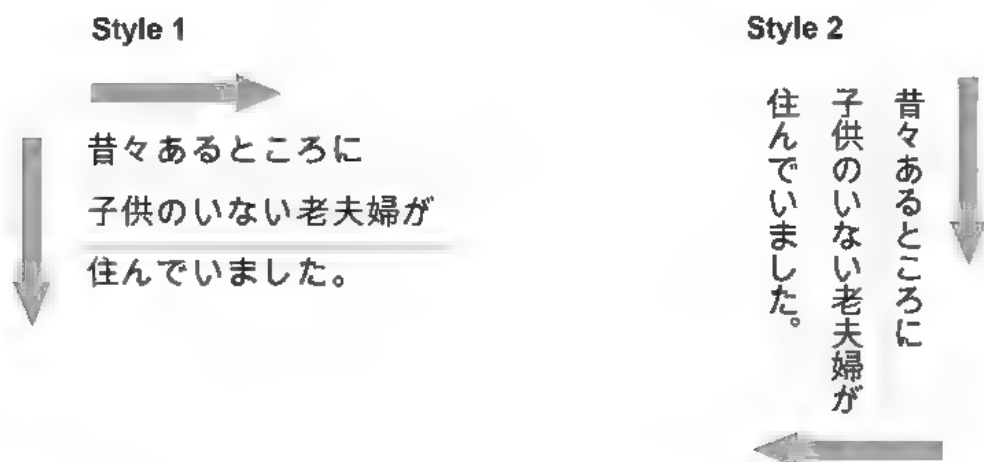 Style 1
昔々あるところに
子供のいない老夫婦が
住んでいました。
Style 2
昔々あるところに
子供のいない老夫婦が
住んでいました。